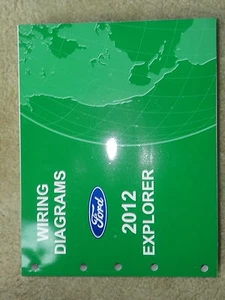 WIRING
DIAGRAMS
Ford
2012
EXPLORER